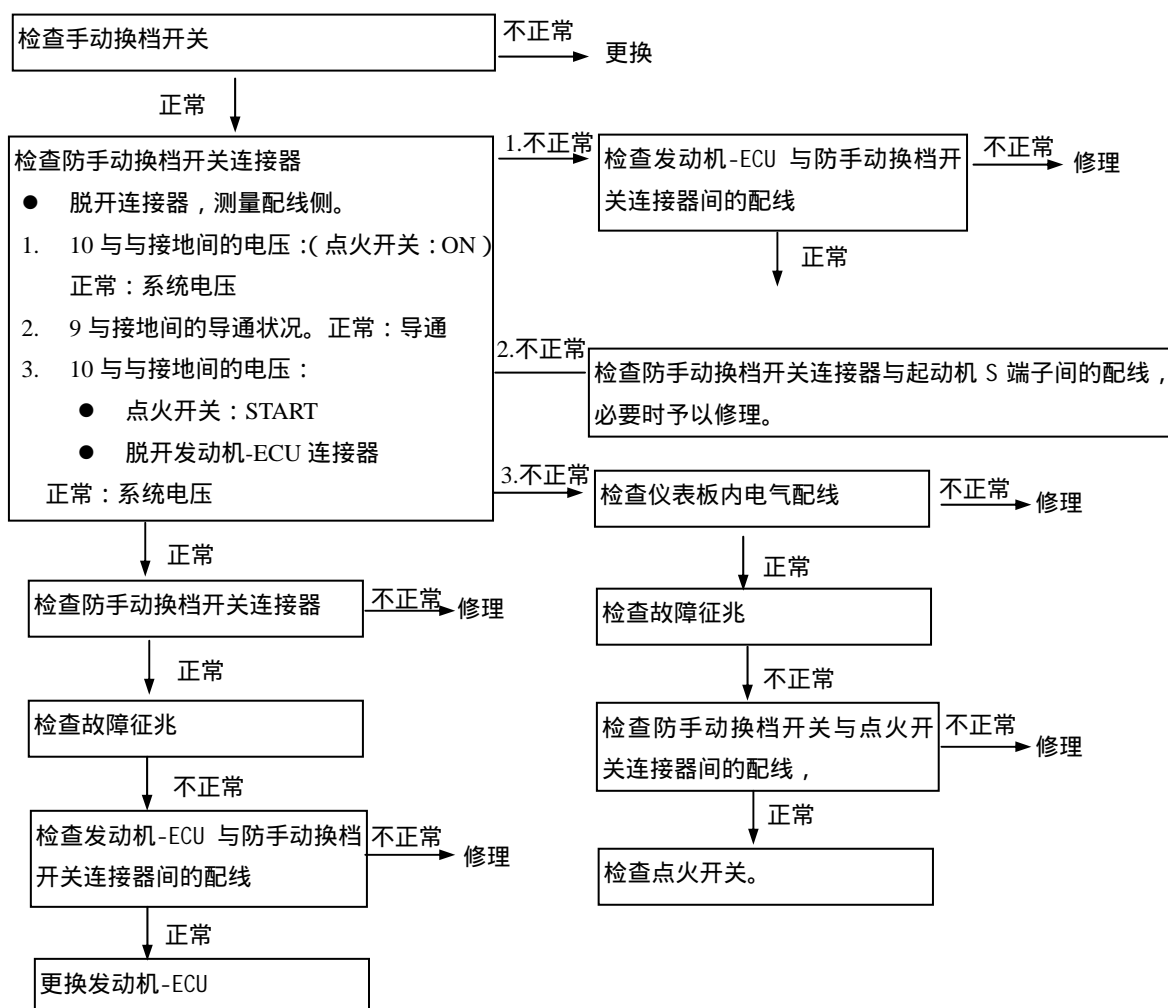 检查手动换档开关
不正常
更换
正常
检查防手动换档开关连接器
● 脱开连接器，测量配线侧。
1. 10 与与接地间的电压：（点火开关：ON）
正常：系统电压
2. 9 与接地间的导通状况。正常：导通
3. 10 与与接地间的电压：
● 点火开关：START
● 脱开发动机-ECU 连接器
正常：系统电压
1.不正常
检查发动机-ECU 与防手动换档开
关连接器间的配线
不正常
修理
正常
2.不正常
检查防手动换档开关连接器与起动机 S 端子间的配线，
必要时予以修理。
3.不正常
检查仪表板内电气配线
不正常
修理
正常
检查故障征兆
不正常
检查防手动换档开关与点火开
关连接器间的配线，
不正常
修理
正常
检查点火开关。
正常
检查防手动换档开关连接器
不正常
修理
正常
检查故障征兆
不正常
检查发动机-ECU 与防手动换档
开关连接器间的配线
不正常
修理
正常
更换发动机-ECU